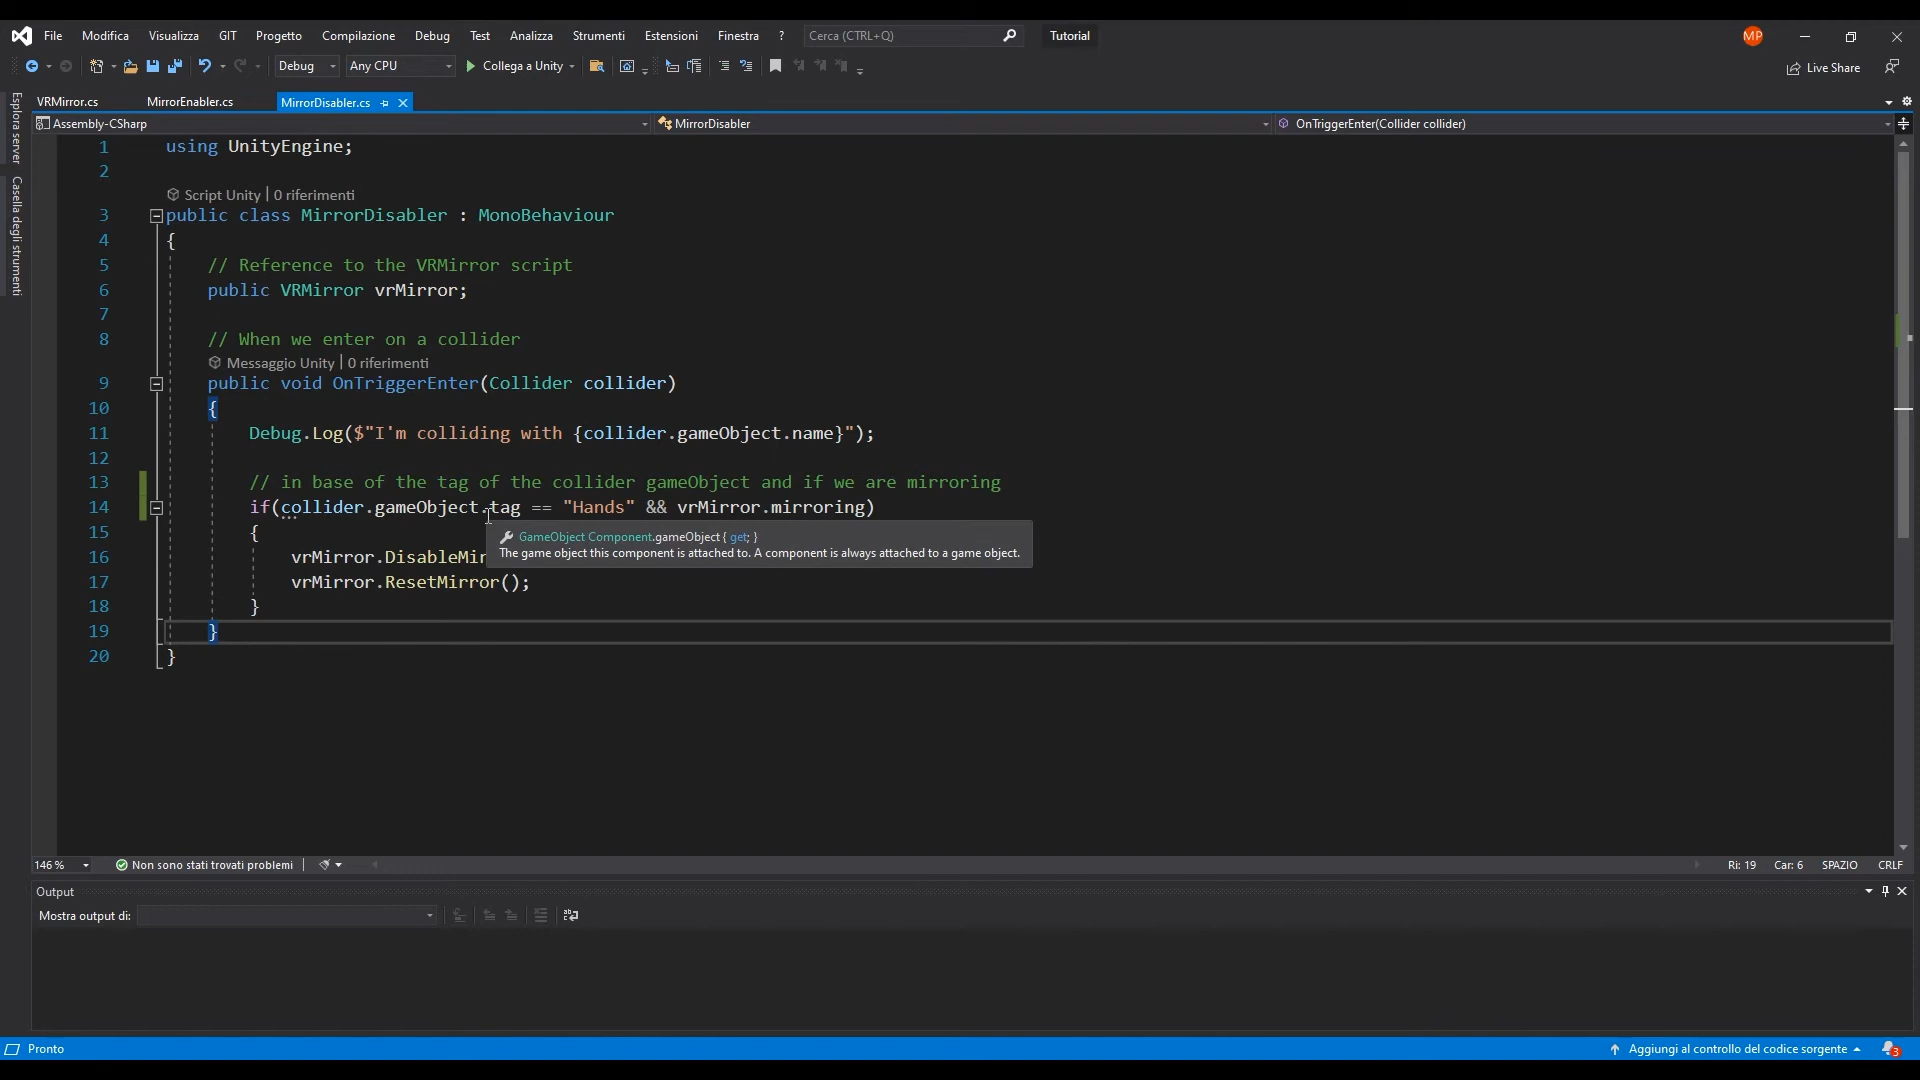 File Modifica Visualizza GIT Progetto Compilazione Debug Test Analizza Strumenti Estensioni Finestra ? Cerca (CTRL+Q) Tutorial MP
Debug Any CPU Collega a Unity Live Share
Esplora server
Casella degli strumenti
VRMirror.cs MirrorEnabler.cs MirrorDisabler.cs
Assembly-CSharp MirrorDisabler OnTriggerEnter(Collider collider)
1 using UnityEngine;
2
Script Unity | 0 riferimenti
3 public class MirrorDisabler : MonoBehaviour
4 {
5 // Reference to the VRMirror script
6 public VRMirror vrMirror;
7
8 // When we enter on a collider
Messaggio Unity | 0 riferimenti
9 public void OnTriggerEnter(Collider collider)
10 {
11 Debug.Log($"I'm colliding with {collider.gameObject.name}");
12
13 // in base of the tag of the collider gameObject and if we are mirroring
14 if(collider.gameObject.tag == "Hands" && vrMirror.mirroring)
15 {
GameObject Component.gameObject { get; }
The game object this component is attached to. A component is always attached to a game object.
16 vrMirror.DisableMir
17 vrMirror.ResetMirror();
18 }
19 }
20 }
146 % Non sono stati trovati problemi Ri: 19 Car: 6 SPAZIO CRLF
Output
Mostra output di:
Pronto Aggiungi al controllo del codice sorgente 3